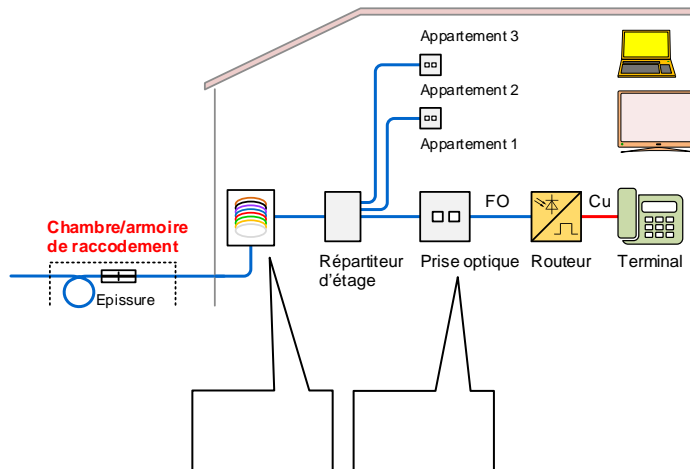 Appartement 3
Appartement 2
Appartement 1
Chambre/armoire
de raccodement
Epissure
Répartiteur
d'étage
Prise optique
FO
Routeur
Cu
Terminal